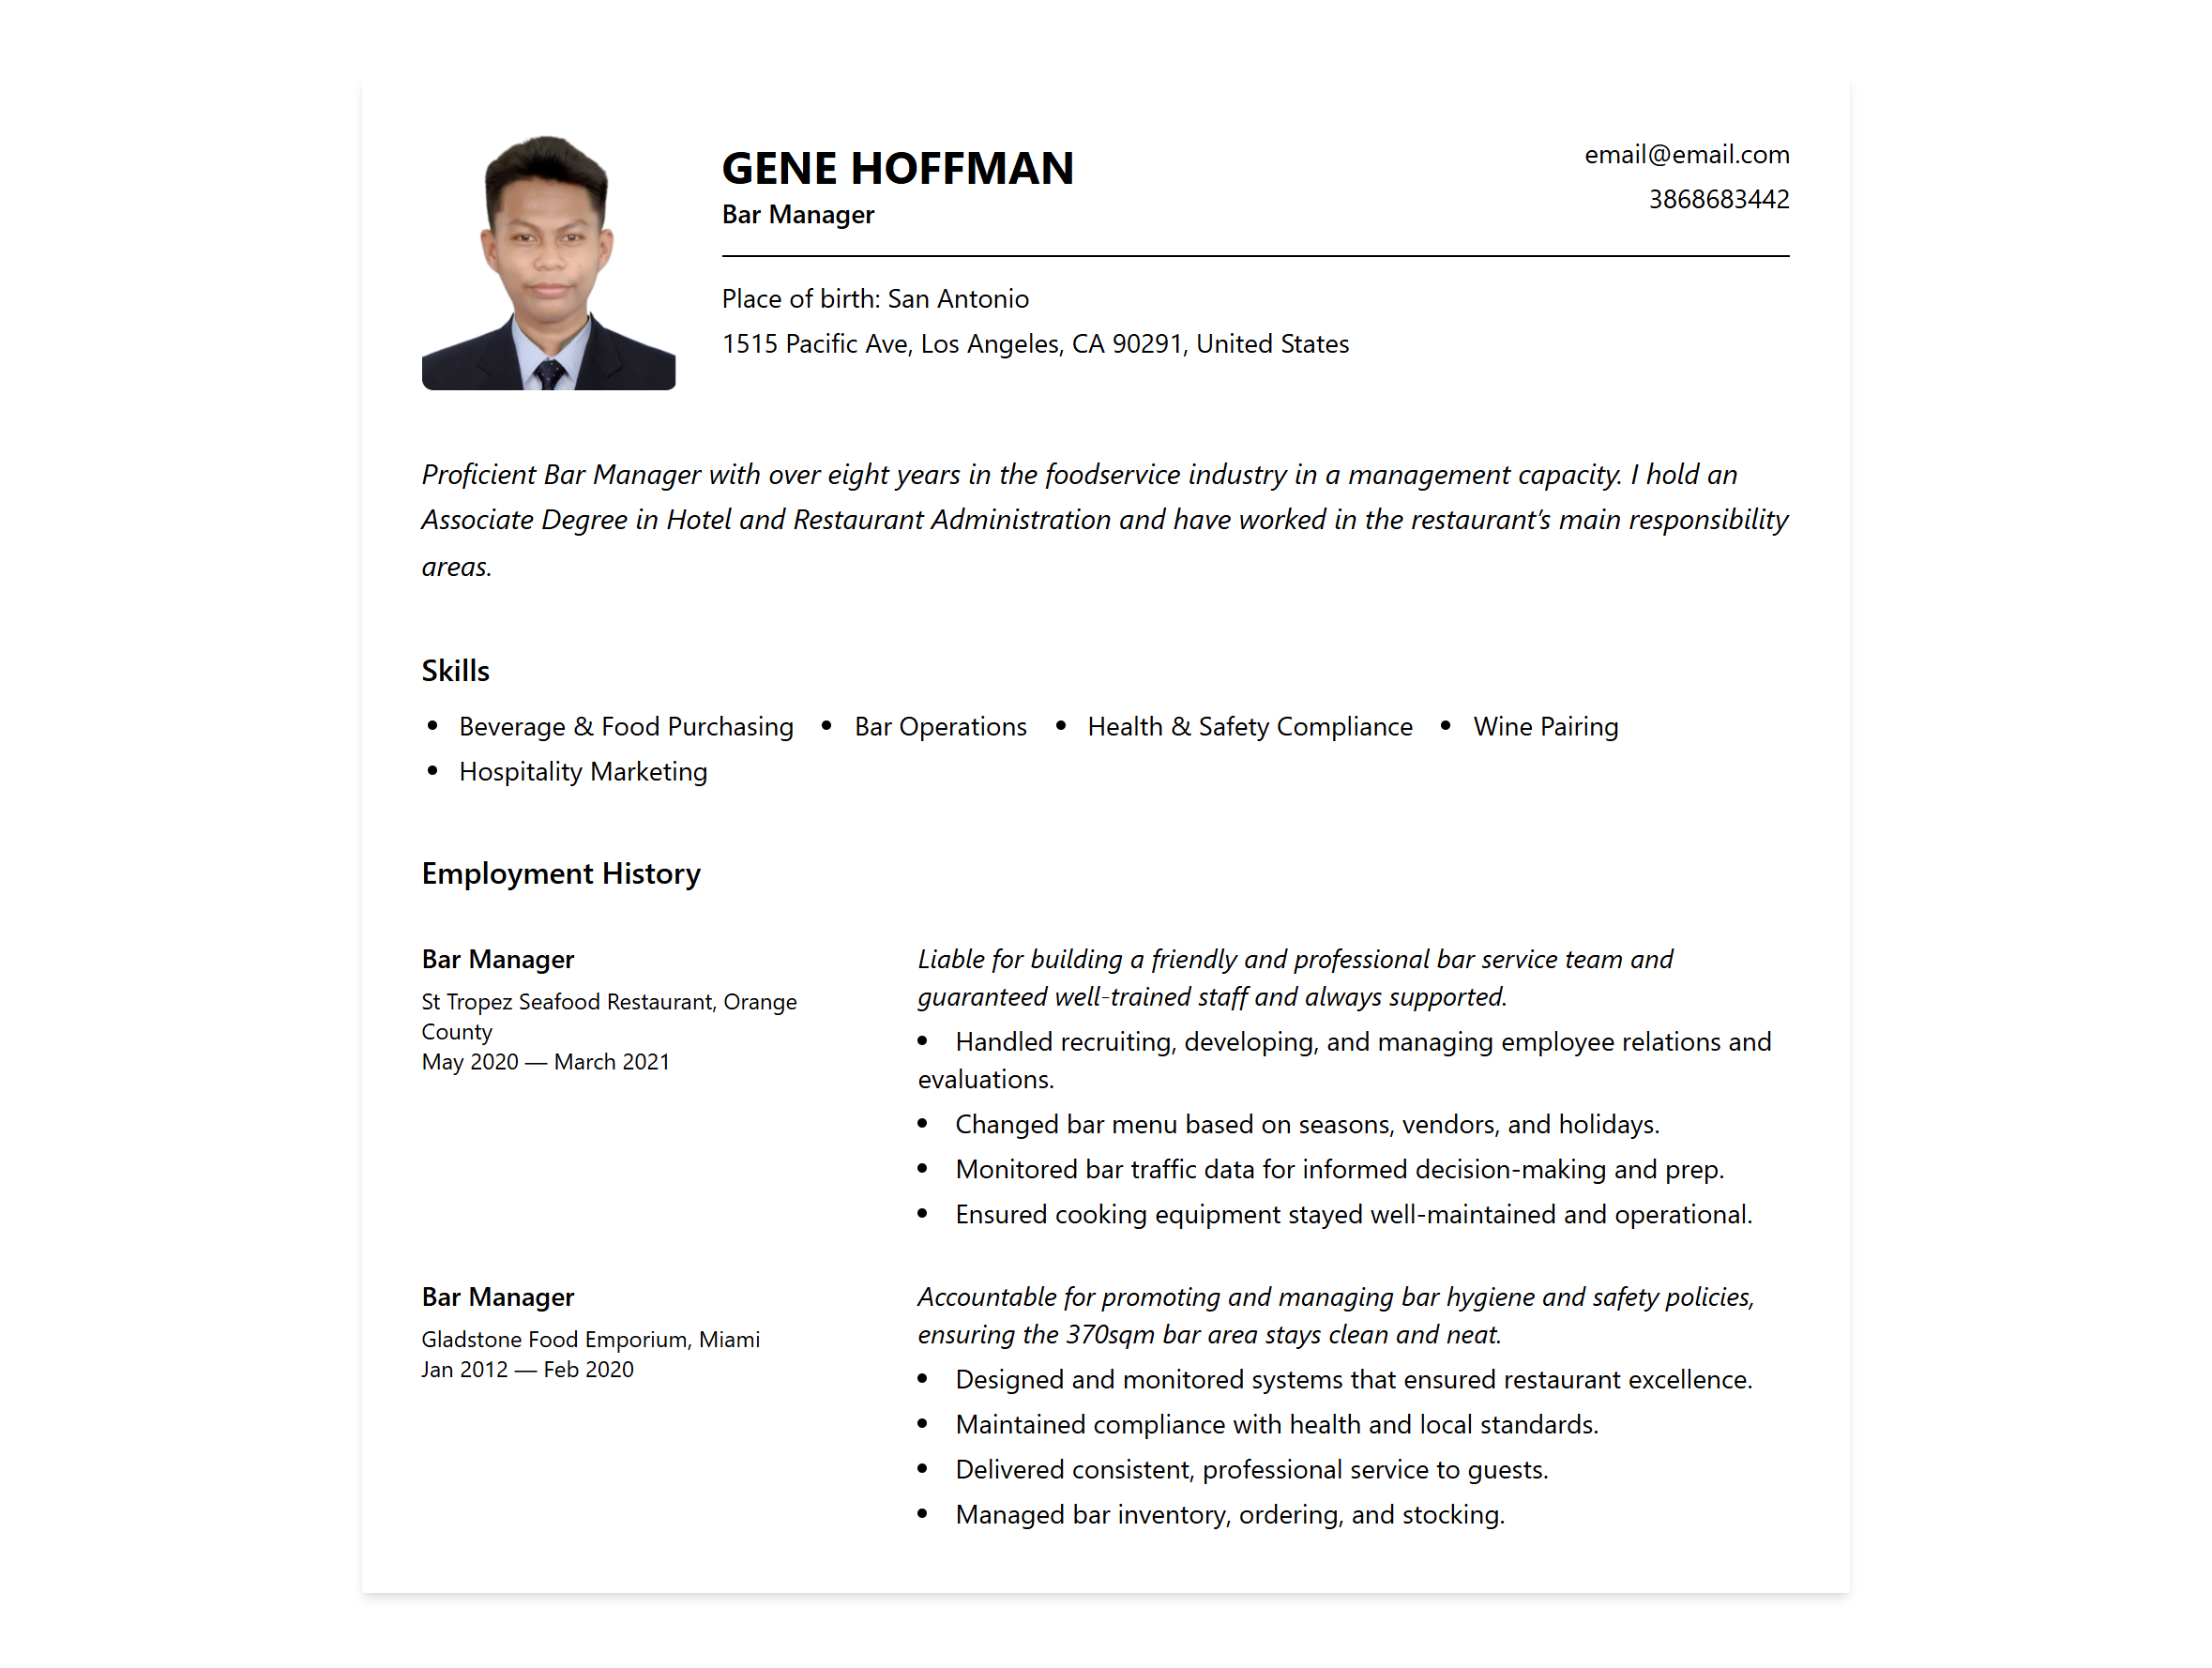 GENE HOFFMAN
Bar Manager
email@email.com
3868683442
Place of birth: San Antonio
1515 Pacific Ave, Los Angeles, CA 90291, United States
Proficient Bar Manager with over eight years in the foodservice industry in a management capacity. I hold an
Associate Degree in Hotel and Restaurant Administration and have worked in the restaurant's main responsibility
areas.
Skills
• Beverage & Food Purchasing • Bar Operations • Health & Safety Compliance • Wine Pairing
• Hospitality Marketing
Employment History
Bar Manager
St Tropez Seafood Restaurant, Orange
County
May 2020 — March 2021
Liable for building a friendly and professional bar service team and
guaranteed well-trained staff and always supported.
• Handled recruiting, developing, and managing employee relations and
evaluations.
• Changed bar menu based on seasons, vendors, and holidays.
• Monitored bar traffic data for informed decision-making and prep.
• Ensured cooking equipment stayed well-maintained and operational.
Bar Manager
Gladstone Food Emporium, Miami
Jan 2012 — Feb 2020
Accountable for promoting and managing bar hygiene and safety policies,
ensuring the 370sqm bar area stays clean and neat.
• Designed and monitored systems that ensured restaurant excellence.
• Maintained compliance with health and local standards.
• Delivered consistent, professional service to guests.
• Managed bar inventory, ordering, and stocking.